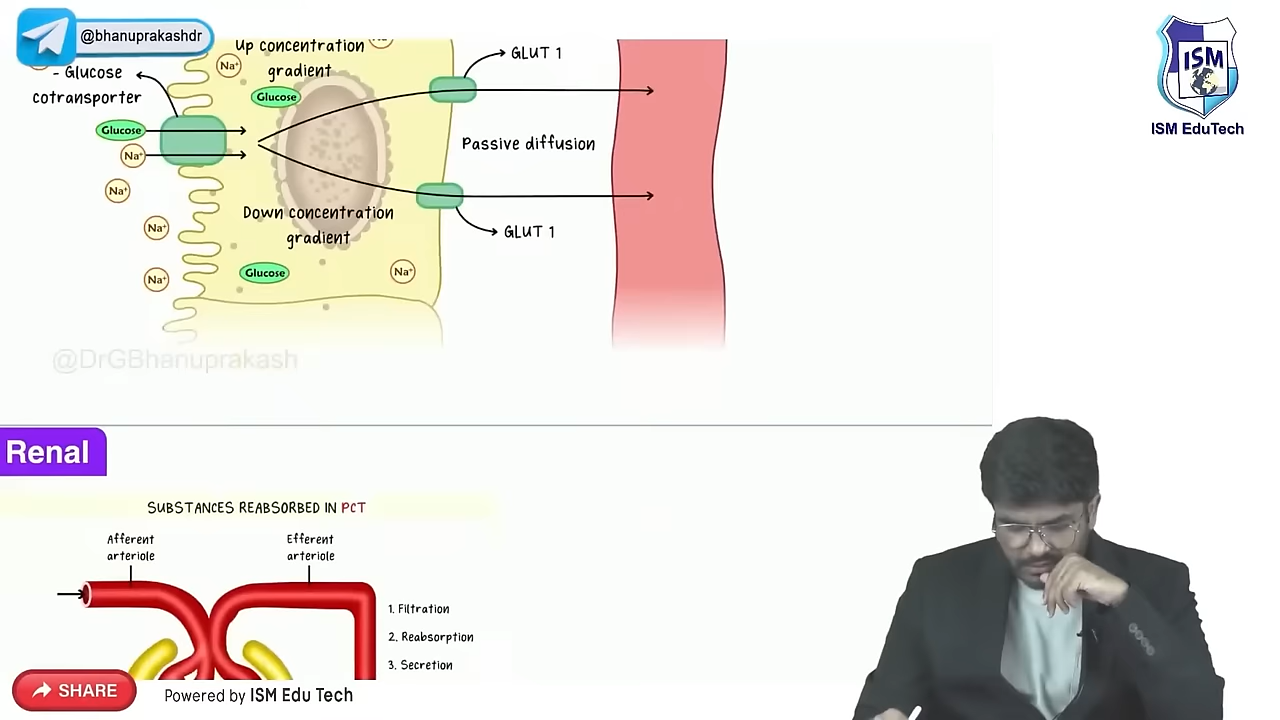 @bhanuprakashdr
ISM
ISM EduTech
Up concentration
gradient
Na⁺
- Glucose
cotransporter
GLUT 1
Glucose
Glucose
Na⁺
Passive diffusion
Na⁺
Down concentration
gradient
GLUT 1
Na⁺
Glucose
Na⁺
Na⁺
@DrGBhanuprakash
Renal
SUBSTANCES REABSORBED IN PCT
Afferent
arteriole
Efferent
arteriole
1. Filtration
2. Reabsorption
3. Secretion
SHARE
Powered by ISM Edu Tech